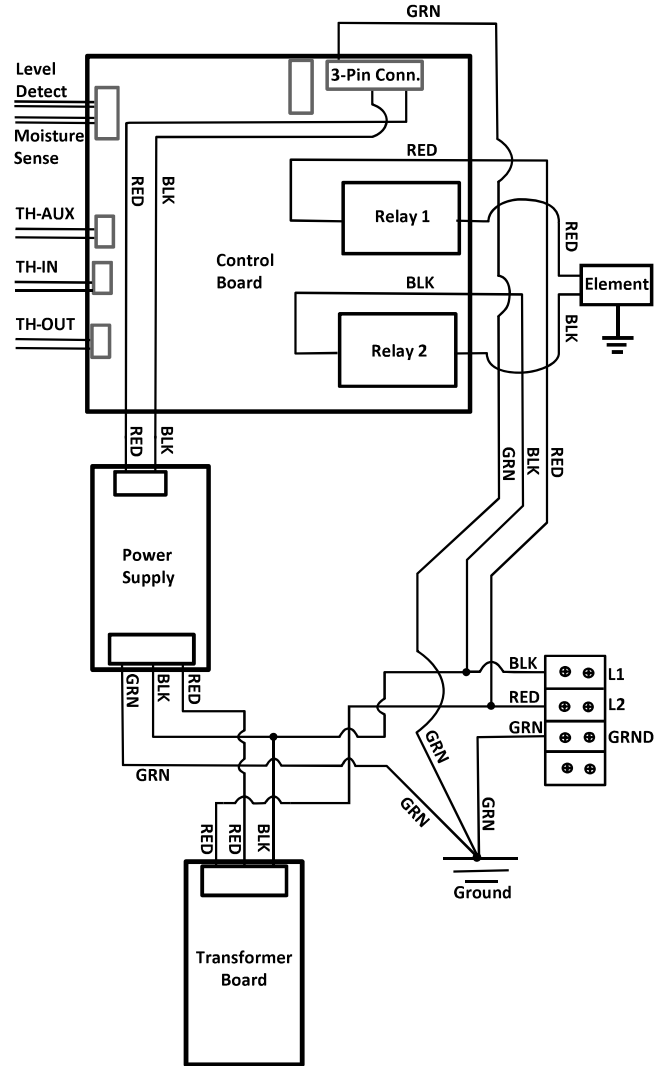 GRN
Level
Detect
3-Pin Conn.
Moisture
Sense
RED
RED
BLK
TH-AUX
Relay 1
RED
TH-IN
Control
Board
BLK
Element
TH-OUT
Relay 2
BLK
RED
BLK
GRN
BLK
RED
Power
Supply
GRN
BLK
RED
BLK
L1
RED
L2
GRN
GRND
GRN
GRN
GRN
GRN
RED
RED
BLK
Ground
Transformer
Board